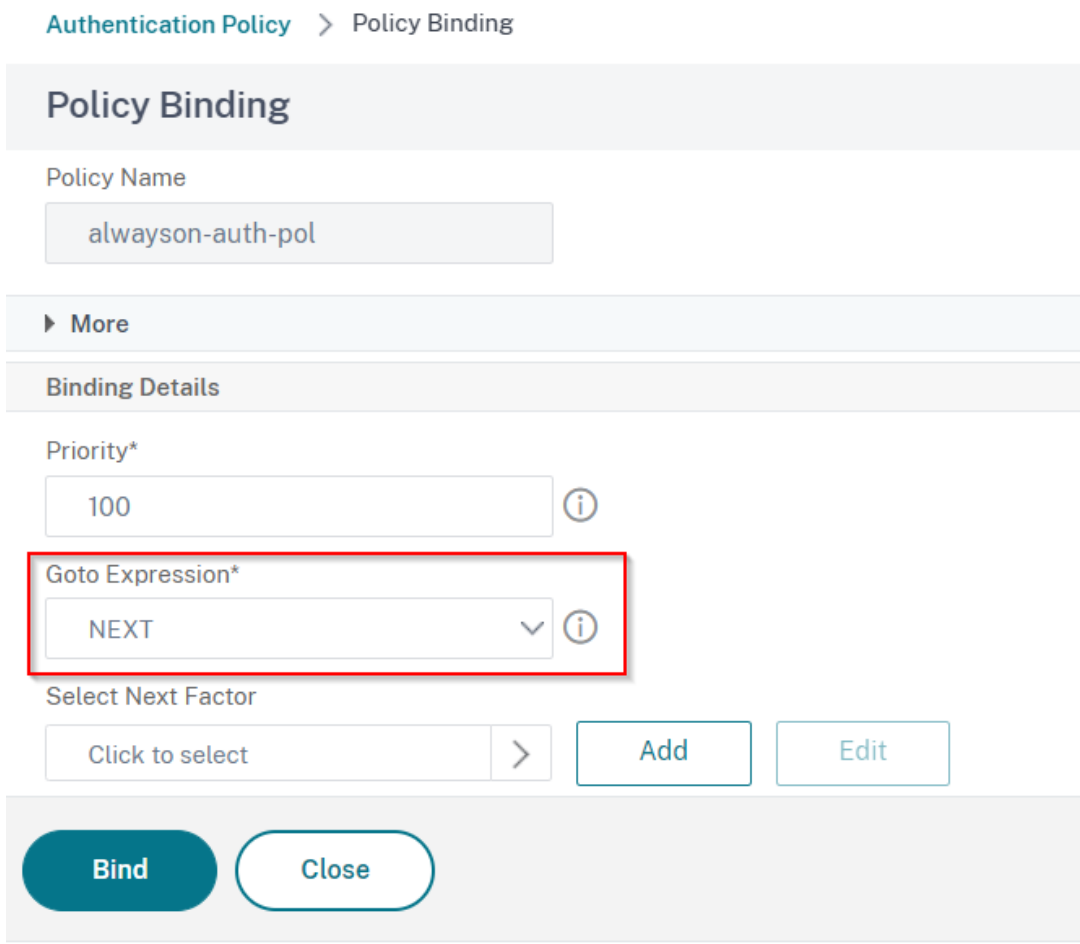 Authentication Policy > Policy Binding
Policy Binding
Policy Name
alwayson-auth-pol
More
Binding Details
Priority*
100
Goto Expression*
NEXT
Select Next Factor
Click to select
Add
Edit
Bind
Close